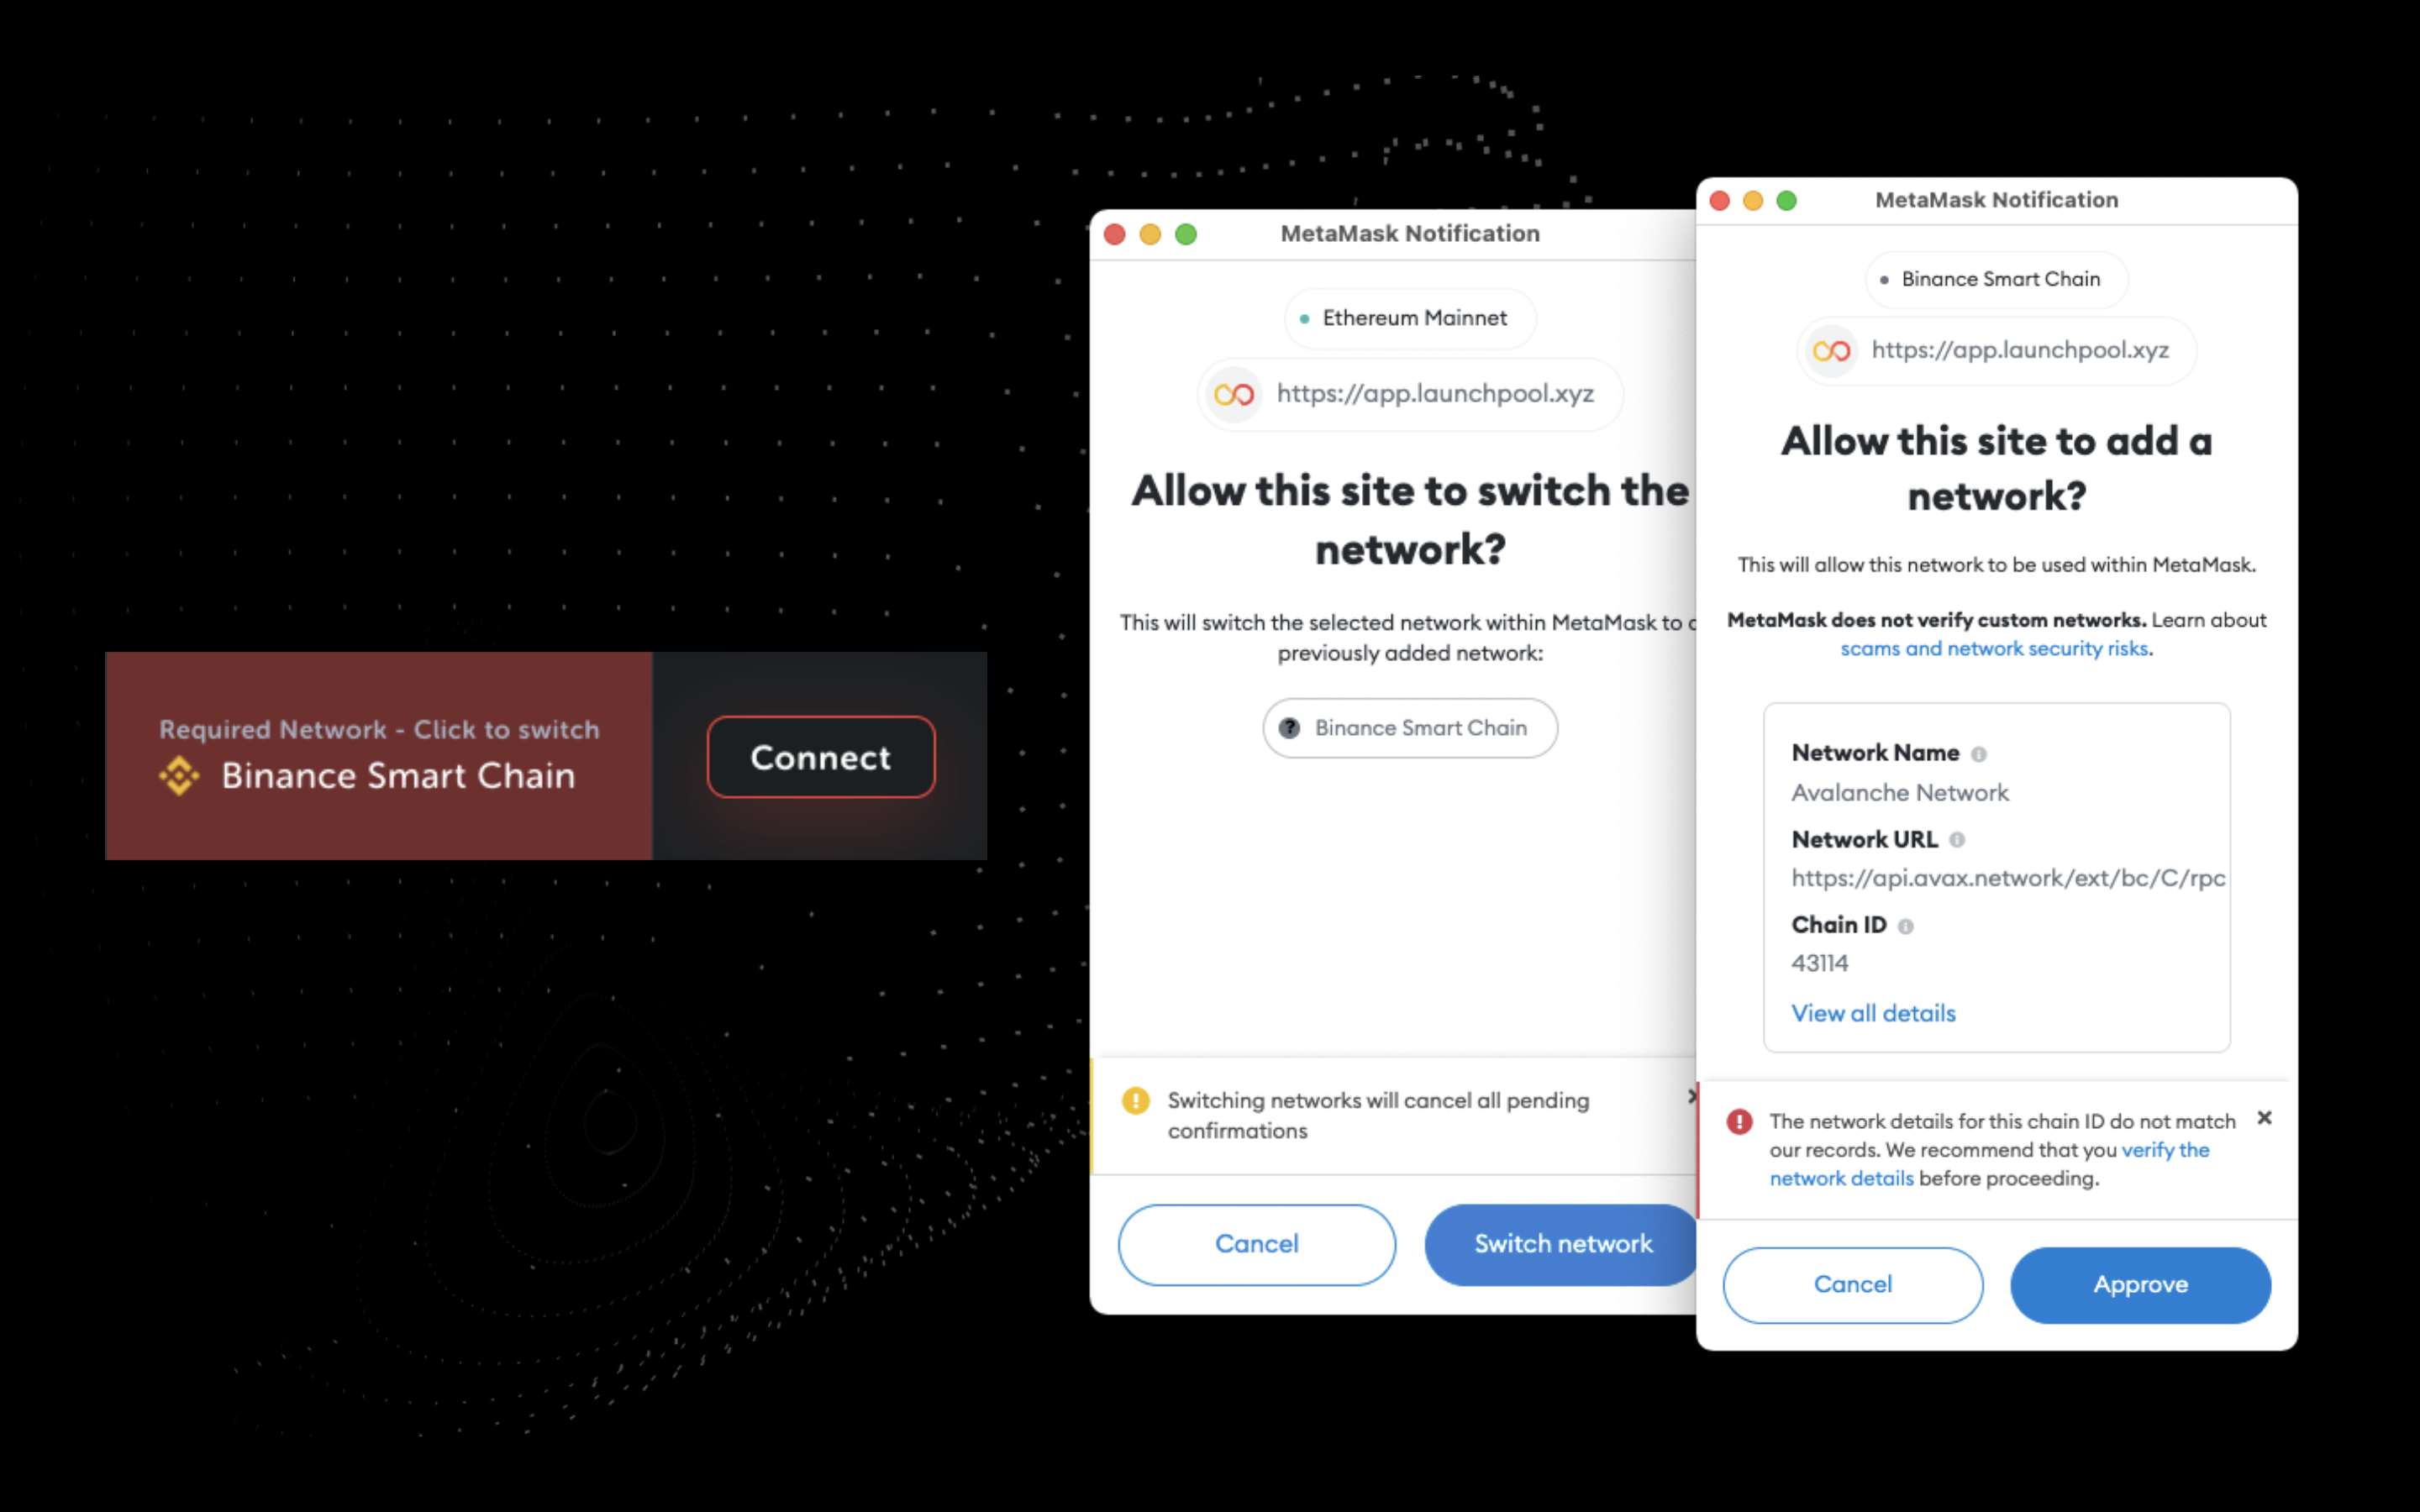 Required Network - Click to switch
Binance Smart Chain
Connect
MetaMask Notification
Ethereum Mainnet
https://app.launchpool.xyz
Allow this site to switch the
network?
This will switch the selected network within MetaMask to
previously added network:
? Binance Smart Chain
Switching networks will cancel all pending
confirmations
Cancel
Switch network
MetaMask Notification
Binance Smart Chain
https://app.launchpool.xyz
Allow this site to add a
network?
This will allow this network to be used within MetaMask.
MetaMask does not verify custom networks. Learn about
scams and network security risks.
Network Name
Avalanche Network
Network URL
https://api.avax.network/ext/bc/C/rpc
Chain ID
43114
View all details
The network details for this chain ID do not match
our records. We recommend that you verify the
network details before proceeding.
Cancel
Approve